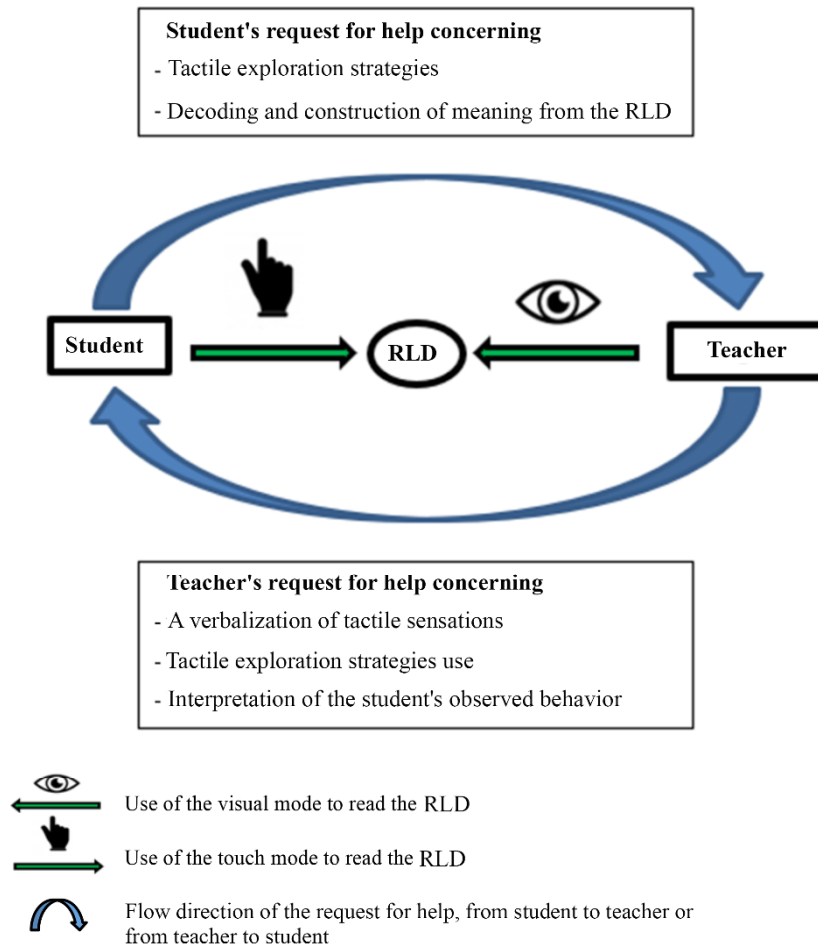 Student's request for help concerning
- Tactile exploration strategies
- Decoding and construction of meaning from the RLD
Student
RLD
Teacher
Teacher's request for help concerning
- A verbalization of tactile sensations
- Tactile exploration strategies use
- Interpretation of the student's observed behavior
Use of the visual mode to read the RLD
Use of the touch mode to read the RLD
Flow direction of the request for help, from student to teacher or
from teacher to student